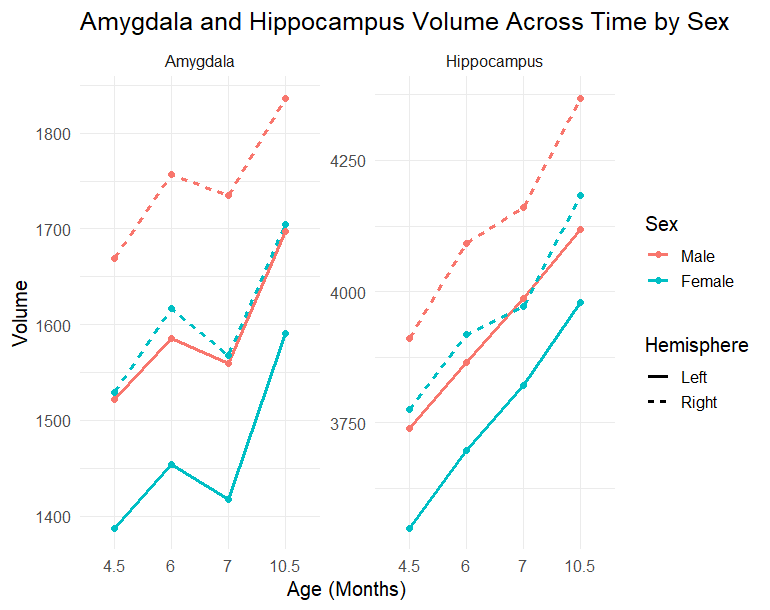 Amygdala and Hippocampus Volume Across Time by Sex
Amygdala
Hippocampus
Volume
1800
1700
1600
1500
1400
4250
4000
3750
4.5 6 7 10.5
4.5 6 7 10.5
Age (Months)
Sex
Male
Female
Hemisphere
Left
Right